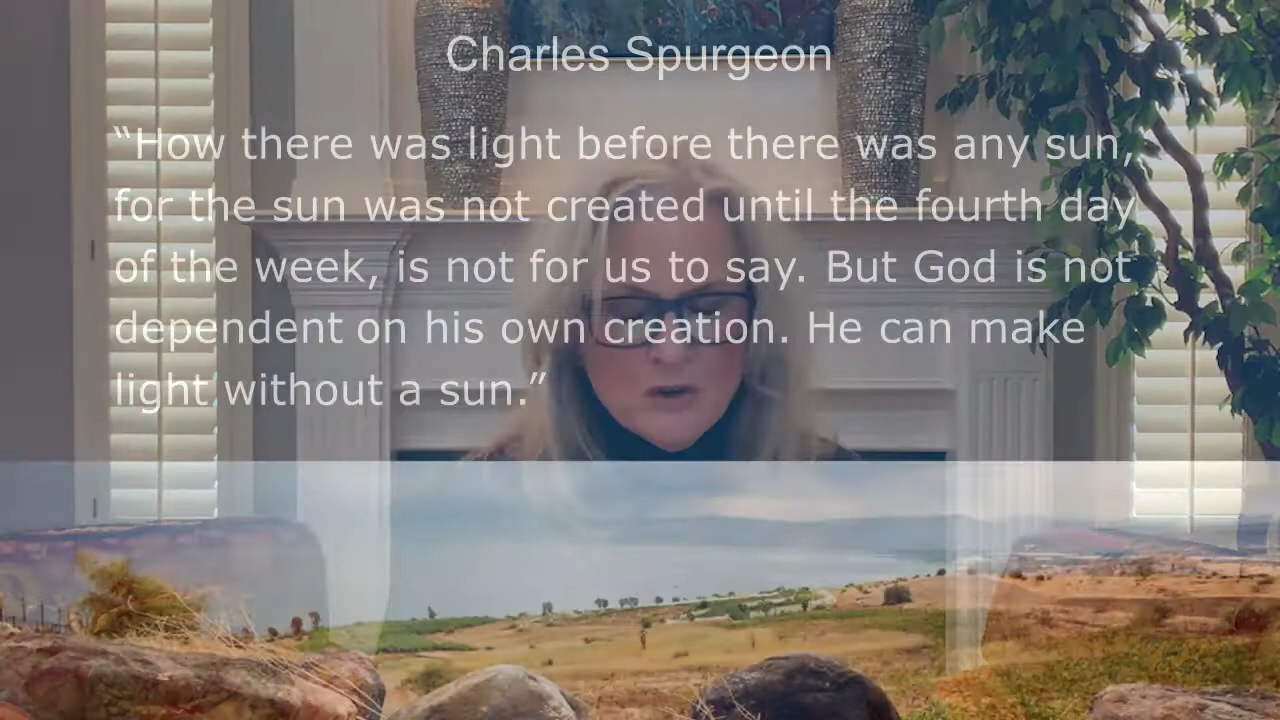 Charles Spurgeon
“How there was light before there was any sun,
for the sun was not created until the fourth day
of the week, is not for us to say. But God is not
dependent on his own creation. He can make
light without a sun.”